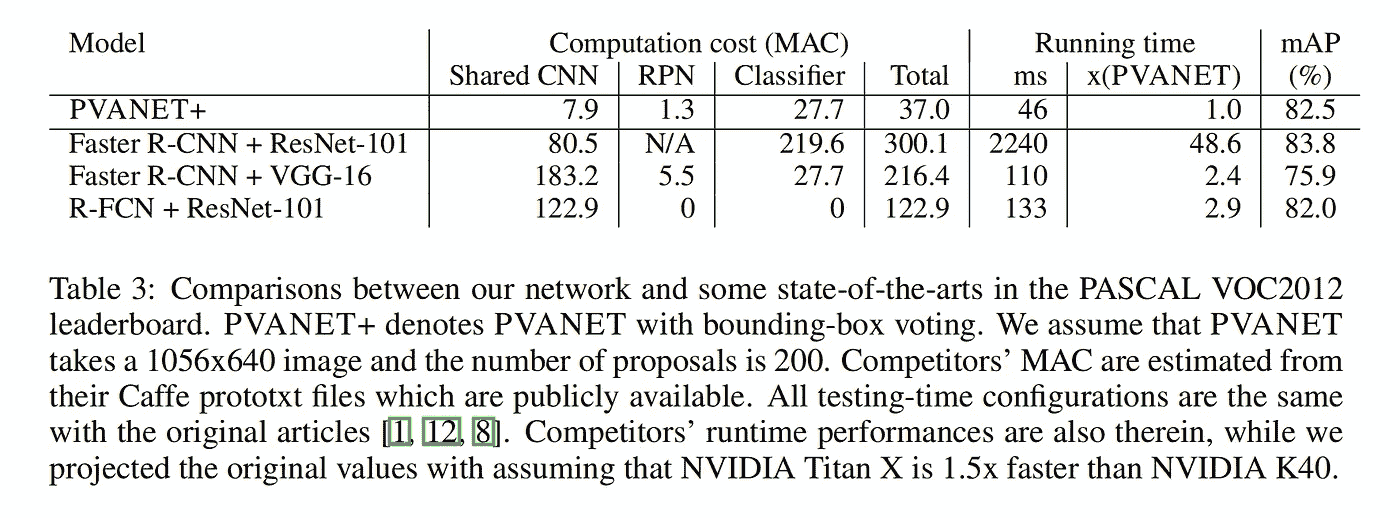 Model Computation cost (MAC) Running time mAP
Shared CNN RPN Classifier Total ms x(PVANET) (%)
PVANET+ 7.9 1.3 27.7 37.0 46 1.0 82.5
Faster R-CNN + ResNet-101 80.5 N/A 219.6 300.1 2240 48.6 83.8
Faster R-CNN + VGG-16 183.2 5.5 27.7 216.4 110 2.4 75.9
R-FCN + ResNet-101 122.9 0 0 122.9 133 2.9 82.0
Table 3: Comparisons between our network and some state-of-the-arts in the PASCAL VOC2012
leaderboard. PVANET+ denotes PVANET with bounding-box voting. We assume that PVANET
takes a 1056x640 image and the number of proposals is 200. Competitors’ MAC are estimated from
their Caffe prototxt files which are publicly available. All testing-time configurations are the same
with the original articles [1, 12, 8]. Competitors’ runtime performances are also therein, while we
projected the original values with assuming that NVIDIA Titan X is 1.5x faster than NVIDIA K40.